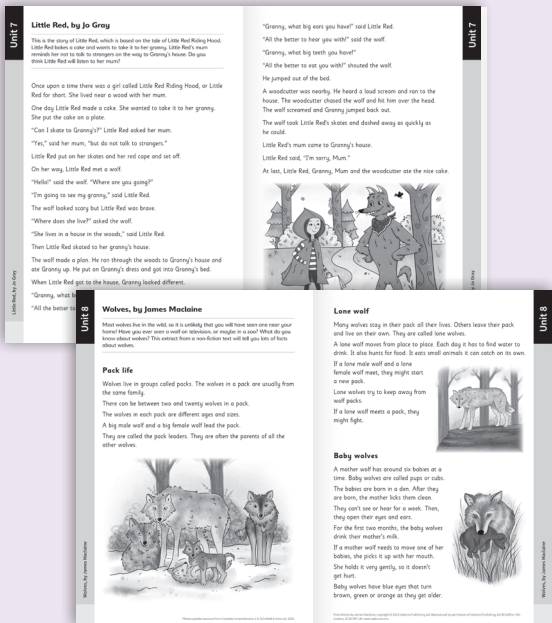 Unit 7
Little Red, by Jo Gray
This is the story of Little Red, which is based on the tale of Little Red Riding Hood.
Little Red bakes a cake and wants to take it to her granny. Little Red's mum
reminds her not to talk to strangers on the way to Granny's house. Do you
think Little Red will listen to her mum?
Once upon a time there was a girl called Little Red Riding Hood, or Little
Red for short. She lived near a wood with her mum.
One day Little Red made a cake. She wanted to take it to her granny.
She put the cake on a plate.
"Can I skate to Granny's?" Little Red asked her mum.
"Yes," said her mum, "but do not talk to strangers."
Little Red put on her skates and her red cape and set off.
On her way, Little Red met a wolf.
"Hello!" said the wolf. "Where are you going?"
"I'm going to see my granny," said Little Red.
The wolf looked scary but Little Red was brave.
"Where does she live?" asked the wolf.
"She lives in a house in the woods," said Little Red.
Then Little Red skated to her granny's house.
The wolf made a plan. He ran through the woods to Granny's house and
ate Granny up. He put on Granny's dress and got into Granny's bed.
When Little Red got to the house, Granny looked different.
"Granny, what b
"All the better to
Little Red, by Jo Gray
"Granny, what big ears you have!" said Little Red.
"All the better to hear you with!" said the wolf.
"Granny, what big teeth you have!"
"All the better to eat you with!" shouted the wolf.
He jumped out of the bed.
A woodcutter was nearby. He heard a loud scream and ran to the
house. The woodcutter chased the wolf and hit him over the head.
The wolf screamed and Granny jumped back out.
The wolf took Little Red's skates and dashed away as quickly as
he could.
Little Red's mum came to Granny's house.
Little Red said, "I'm sorry, Mum."
At last, Little Red, Granny, Mum and the woodcutter ate the nice cake.
Unit 7
Little Red, by Jo Gray
Unit 8
Wolves, by James Maclaine
Most wolves live in the wild, so it is unlikely that you will have seen one near your
home! Have you ever seen a wolf on television, or maybe in a zoo? What do you
know about wolves? This extract from a non-fiction text will tell you lots of facts
about wolves.
Pack life
Wolves live in groups called packs. The wolves in a pack are usually from
the same family.
There can be between two and twenty wolves in a pack.
The wolves in each pack are different ages and sizes.
A big male wolf and a big female wolf lead the pack.
They are called the pack leaders. They are often the parents of all the
other wolves.
Wolves, by James Maclaine
Lone wolf
Many wolves stay in their pack all their lives. Others leave their pack
and live on their own. They are called lone wolves.
A lone wolf moves from place to place. Each day it has to find water to
drink. It also hunts for food. It eats small animals it can catch on its own.
If a lone male wolf and a lone
female wolf meet, they might start
a new pack.
Lone wolves try to keep away from
wolf packs.
If a lone wolf meets a pack, they
might fight.
Baby wolves
A mother wolf has around six babies at a
time. Baby wolves are called pups or cubs.
The babies are born in a den. After they
are born, the mother licks them clean.
They can't see or hear for a week. Then,
they open their eyes and ears.
For the first two months, the baby wolves
drink their mother's milk.
If a mother wolf needs to move one of her
babies, she picks it up with her mouth.
She holds it very gently, so it doesn't
get hurt.
Baby wolves have blue eyes that turn
brown, green or orange as they get older.
Unit 8
Wolves, by James Maclaine